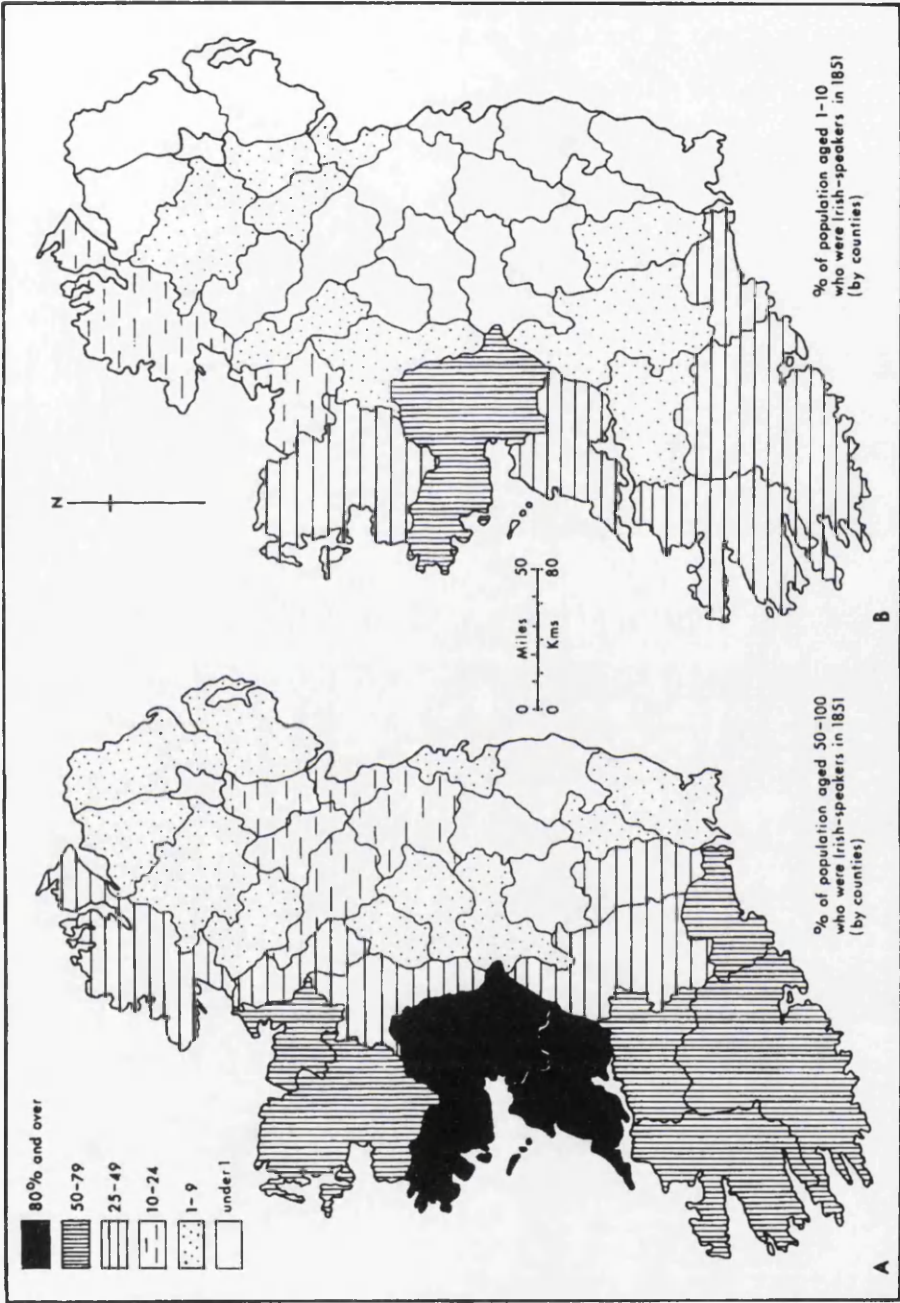 80% and over
50-79
25-49
10-24
1-9
under 1
N
0 Miles 50
0 Kms 80
A
% of population aged 50-100
who were Irish-speakers in 1851
(by counties)
B
% of population aged 1-10
who were Irish-speakers in 1851
(by counties)